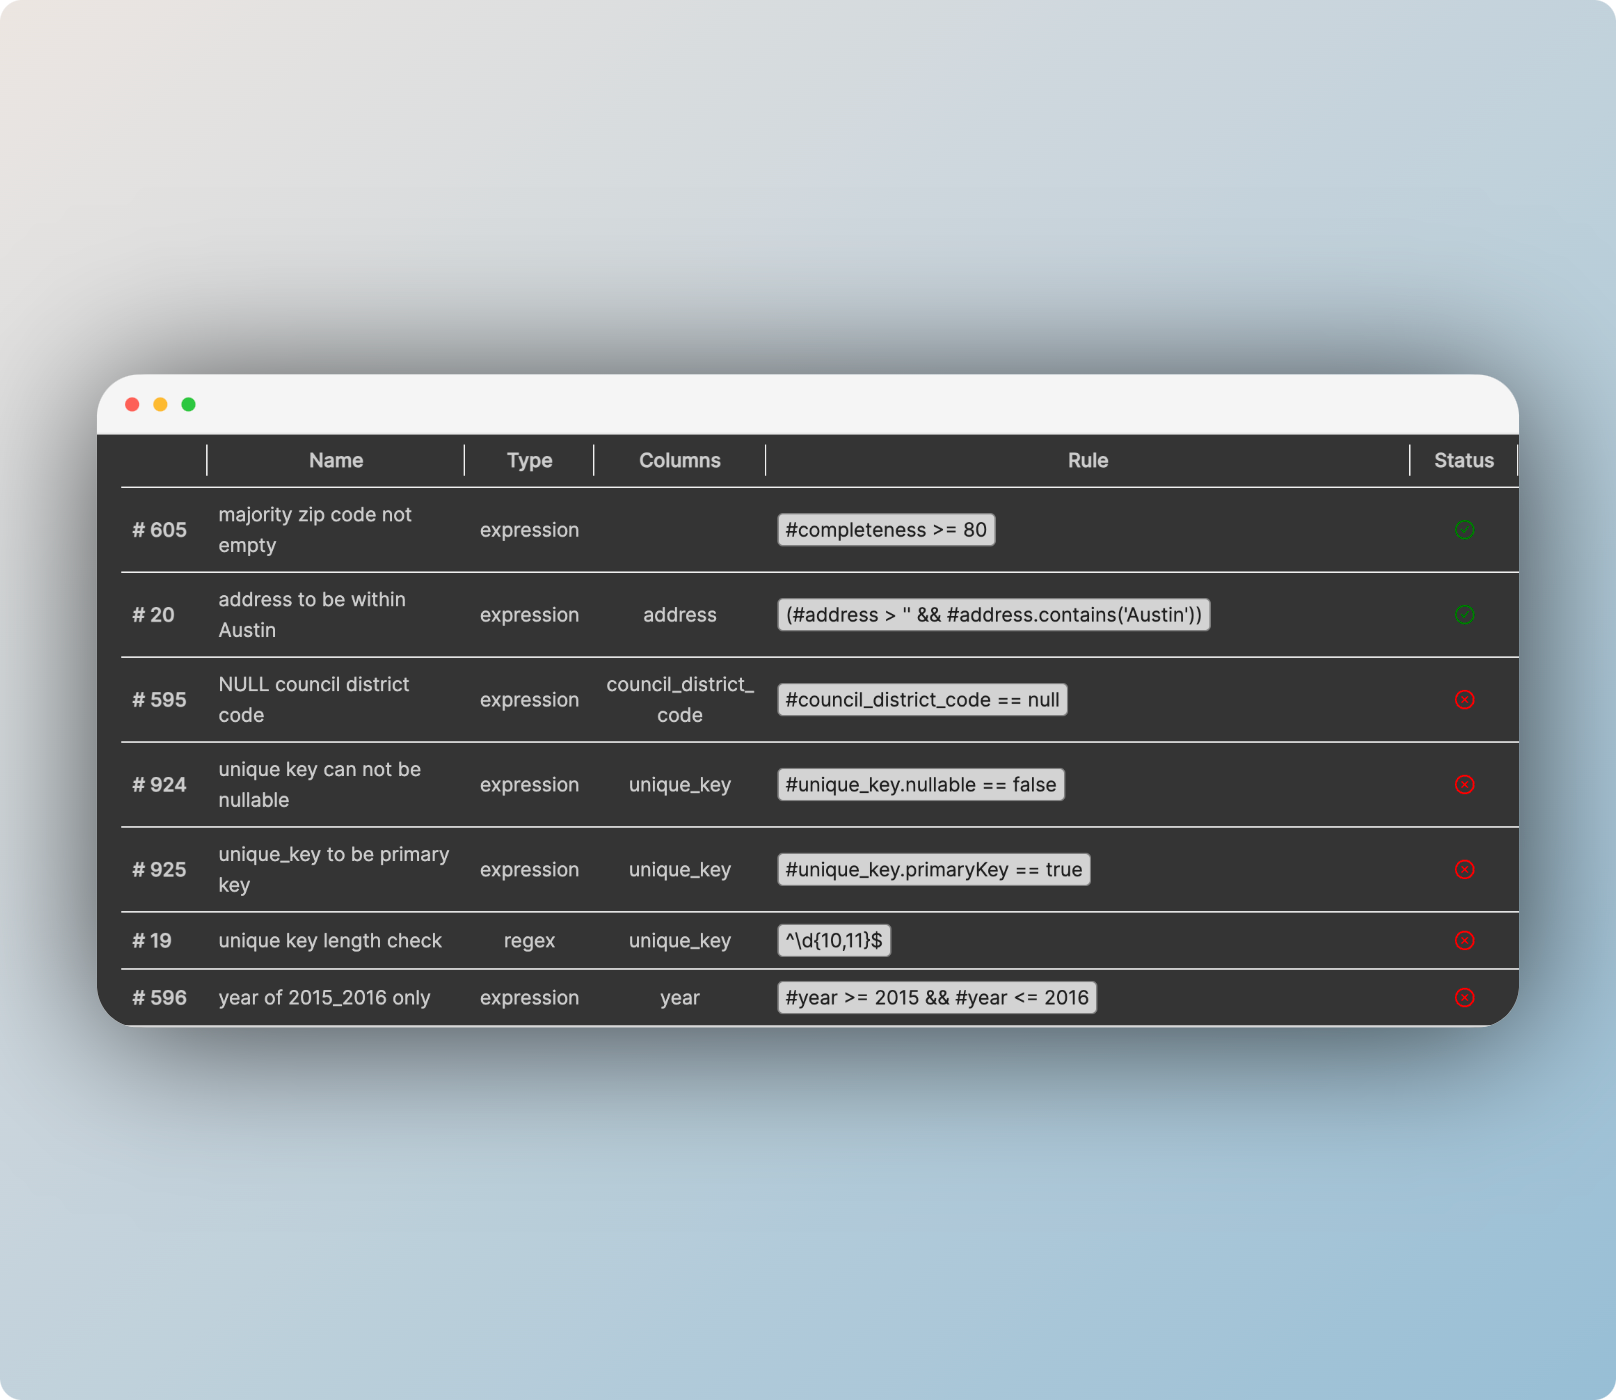 Name Type Columns Rule Status
# 605 majority zip code not expression #completeness >= 80
empty
# 20 address to be within expression address (#address > '' && #address.contains('Austin'))
Austin
# 595 NULL council district expression council_district_ #council_district_code == null
code code
# 924 unique key can not be expression unique_key #unique_key.nullable == false
nullable
# 925 unique_key to be primary expression unique_key #unique_key.primaryKey == true
key
# 19 unique key length check regex unique_key ^\d{10,11}$
# 596 year of 2015_2016 only expression year #year >= 2015 && #year <= 2016